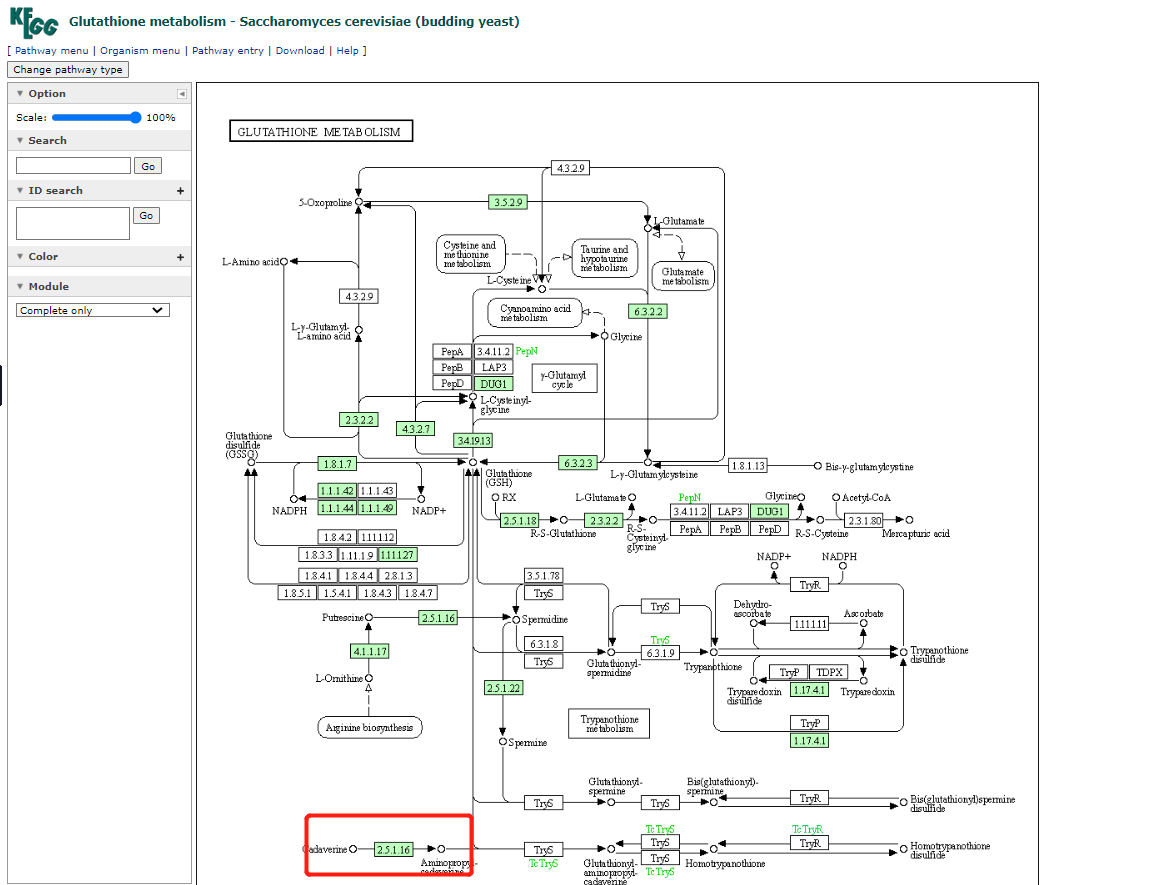 KEGG
Glutathione metabolism - Saccharomyces cerevisiae (budding yeast)
[ Pathway menu | Organism menu | Pathway entry | Download | Help ]
Change pathway type
Option
Scale: 100%
Search
Go
ID search +
Go
Color +
Module
Complete only
GLUTATHIONE METABOLISM
4.3.2.9
5-Oxoproline
3.5.2.9
L-Glutamate
Cysteine and
methionine
metabolism
Taurine and
hypotaurine
metabolism
Glutamate
metabolism
L-Amino acid
L-Cysteine
4.3.2.9
Cyanoamino acid
metabolism
6.3.2.2
L-γ-Glutamyl-
L-amino acid
Glycine
PepA 3.4.11.2 PepN
PepB LAP3
PepD DUG1
γ-Glutamyl
cycle
L-Cysteinyl-
glycine
2.3.2.2
4.3.2.7
3.4.19.13
Glutathione
disulfide
(GSSG)
1.8.1.7
Glutathione
(GSH)
6.3.2.3
L-γ-Glutamylcysteine
1.8.1.13
Bis-γ-glutamylcystine
1.1.1.42 1.1.1.43
1.1.1.44 1.1.1.49
NADPH
NADP+
RX
L-Glutamate
PepN
Glycine
Acetyl-CoA
2.5.1.18
2.3.2.2
3.4.11.2 LAP3 DUG1
PepA PepB PepD
2.3.1.80
R-S-Glutathione
R-S-
Cysteinyl-
glycine
R-S-Cysteine
Mercapturic acid
1.8.4.2 1.11.1.12
1.8.3.3 1.11.1.9 1.11.1.27
1.8.4.1 1.8.4.4 2.8.1.3
1.8.5.1 1.5.4.1 1.8.4.3 1.8.4.7
NADP+
NADPH
3.5.1.78
TryS
TryR
Putrescine
2.5.1.16
Spermidine
TryS
Dehydro-
ascorbate
Ascorbate
1.11.1.11
4.1.1.17
6.3.1.8
TryS
TryS
6.3.1.9
Glutathionyl-
spermidine
Trypanothione
Trypanothione
disulfide
L-Ornithine
2.5.1.22
TryP TDPX
1.17.4.1
Tryparedoxin
disulfide
Tryparedoxin
Arginine biosynthesis
Trypanothione
metabolism
TryP
1.17.4.1
Spermine
Glutathionyl-
spermine
Bis(glutathionyl)-
spermine
TryS
TryS
TryR
Bis(glutathionyl)spermine
disulfide
Cadaverine
2.5.1.16
Aminopropyl-
cadaverine
TryS
TcTryS
Glutathionyl-
aminopropyl-
cadaverine
TcTryS
TryS
TryS
TcTryS
Homotrypanothione
TcTryR
TryR
Homotrypanothione
disulfide